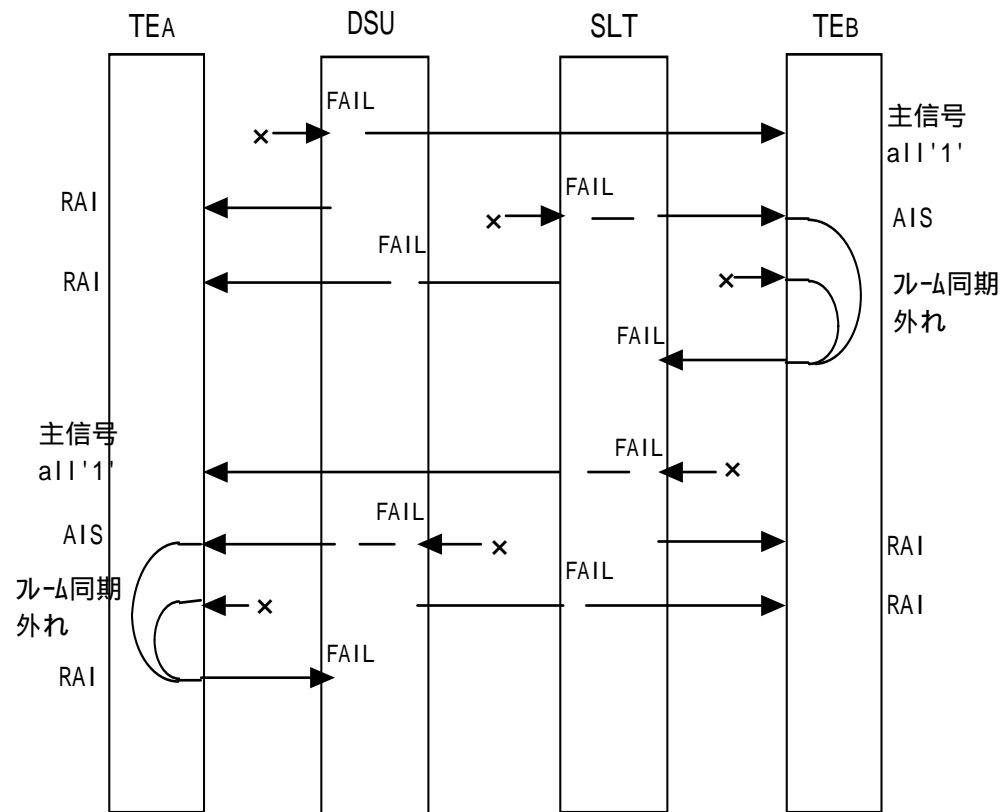 TEA DSU SLT TEB
FAIL
×
主信号
all'1'
RAI
FAIL
×
AIS
FAIL
RAI
×
フレーム同期
外れ
FAIL
主信号
all'1'
FAIL
×
AIS
FAIL
×
RAI
フレーム同期
外れ
×
FAIL
RAI
RAI
FAIL